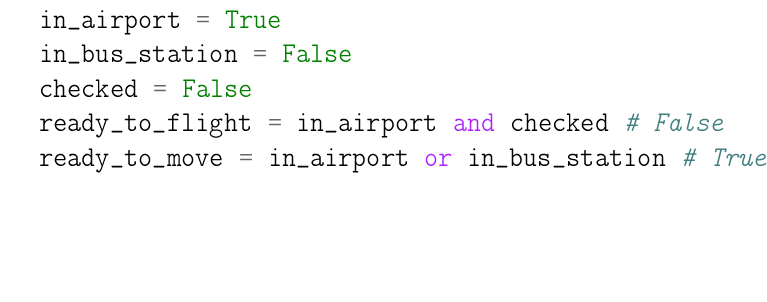 in_airport = True
in_bus_station = False
checked = False
ready_to_flight = in_airport and checked # False
ready_to_move = in_airport or in_bus_station # True